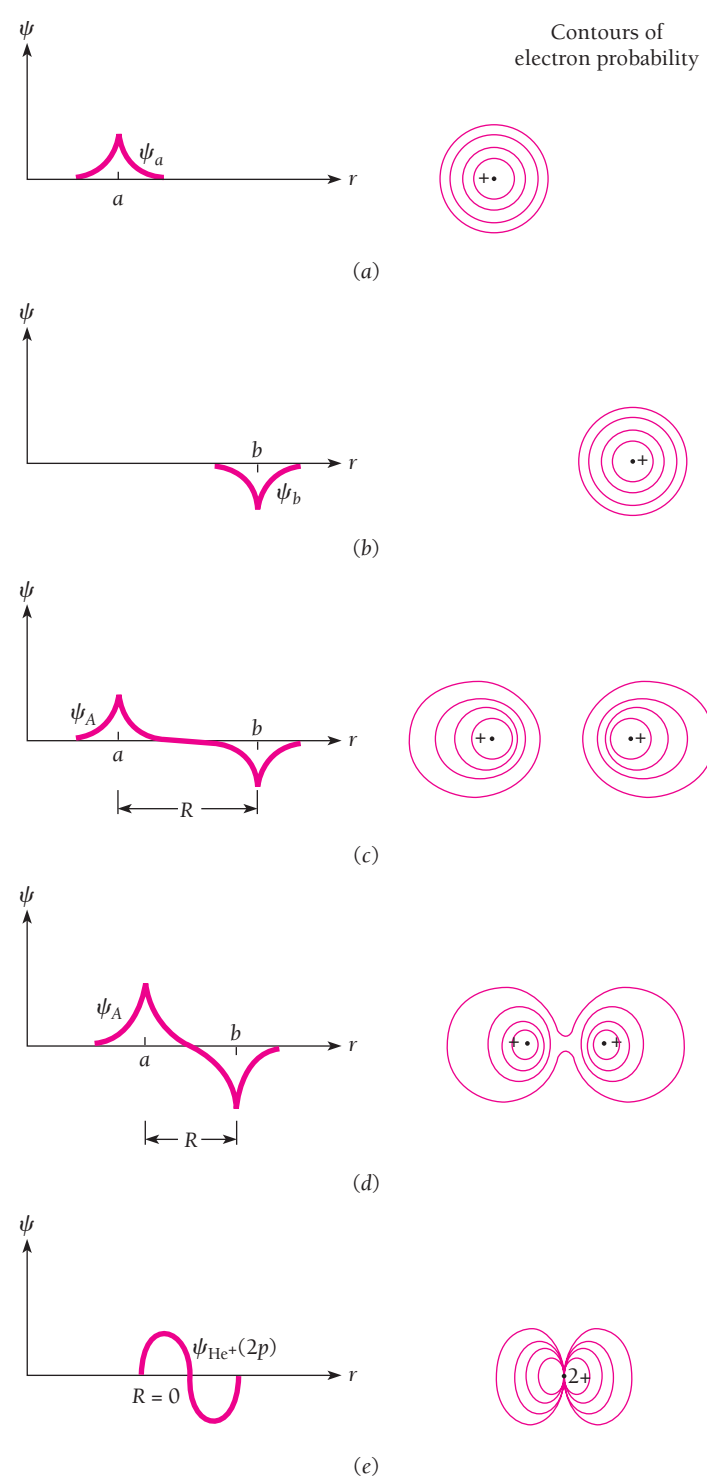 ψ
Contours of
electron probability
ψa
r
+
a
(a)
ψ
b
r
+
ψb
(b)
ψ
ψA
b
r
+
+
a
R
(c)
ψ
ψA
b
r
+
+
a
R
(d)
ψ
ψHe+(2p)
r
2+
R = 0
(e)